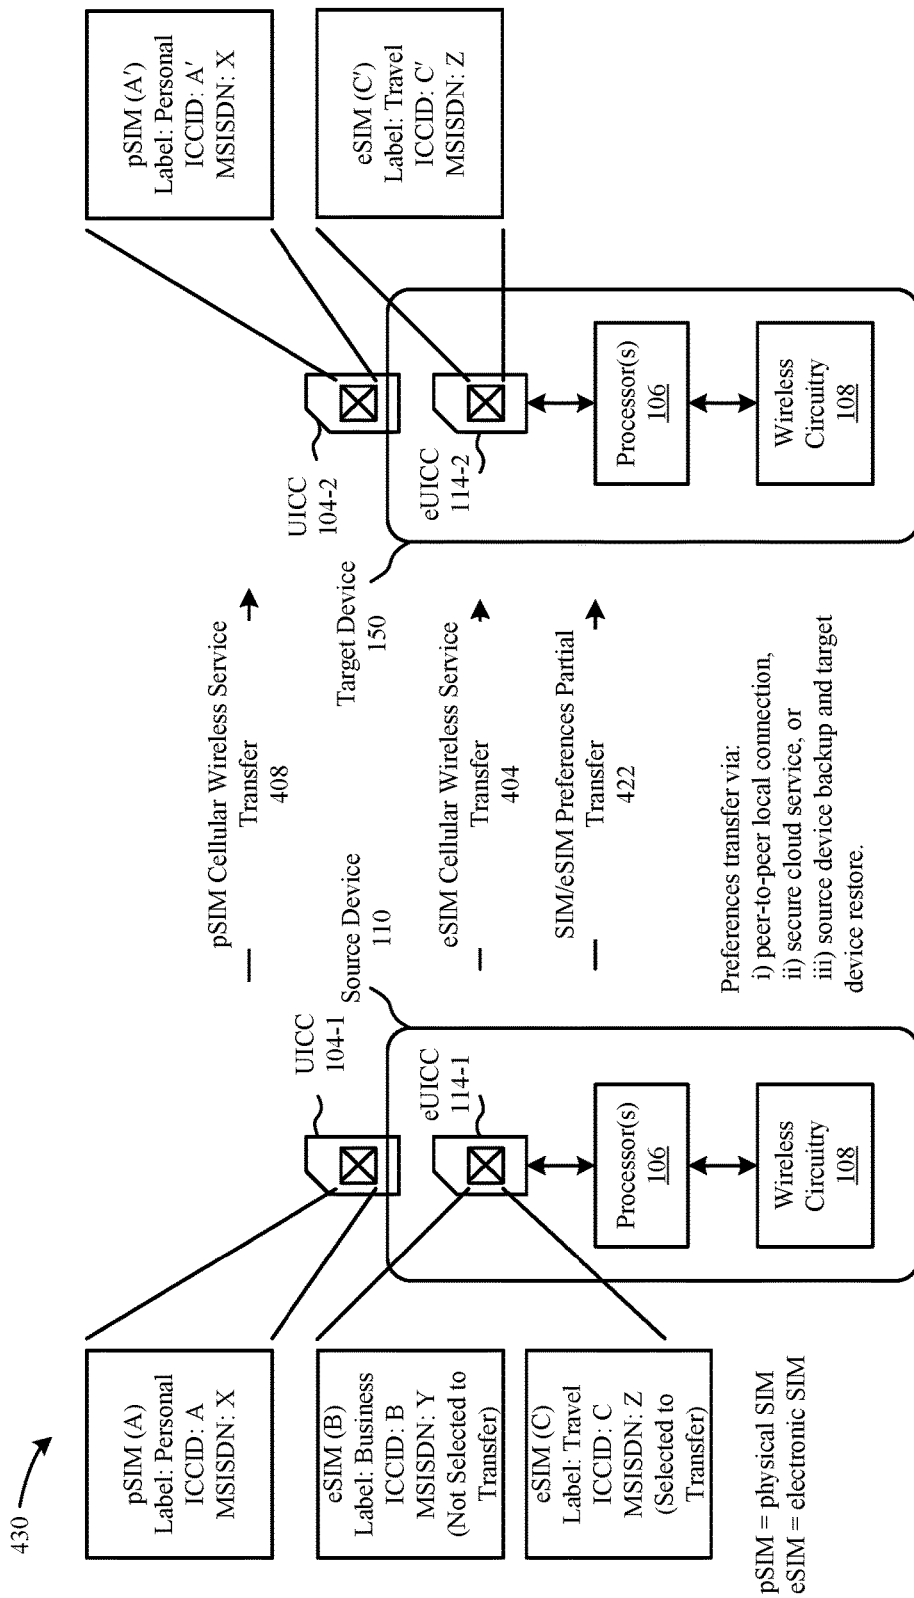 430
pSIM (A)
Label: Personal
ICCID: A
MSISDN: X
eSIM (B)
Label: Business
ICCID: B
MSISDN: Y
(Not Selected to
Transfer)
eSIM (C)
Label: Travel
ICCID: C
MSISDN: Z
(Selected to
Transfer)
pSIM = physical SIM
eSIM = electronic SIM
UICC
104-1
Source Device
110
eUICC
114-1
Processor(s)
106
Wireless
Circuitry
108
pSIM Cellular Wireless Service
Transfer
408
eSIM Cellular Wireless Service
Transfer
404
SIM/eSIM Preferences Partial
Transfer
422
Preferences transfer via:
i) peer-to-peer local connection,
ii) secure cloud service, or
iii) source device backup and target
device restore.
UICC
104-2
Target Device
150
eUICC
114-2
Processor(s)
106
Wireless
Circuitry
108
pSIM (A')
Label: Personal
ICCID: A'
MSISDN: X
eSIM (C')
Label: Travel
ICCID: C'
MSISDN: Z